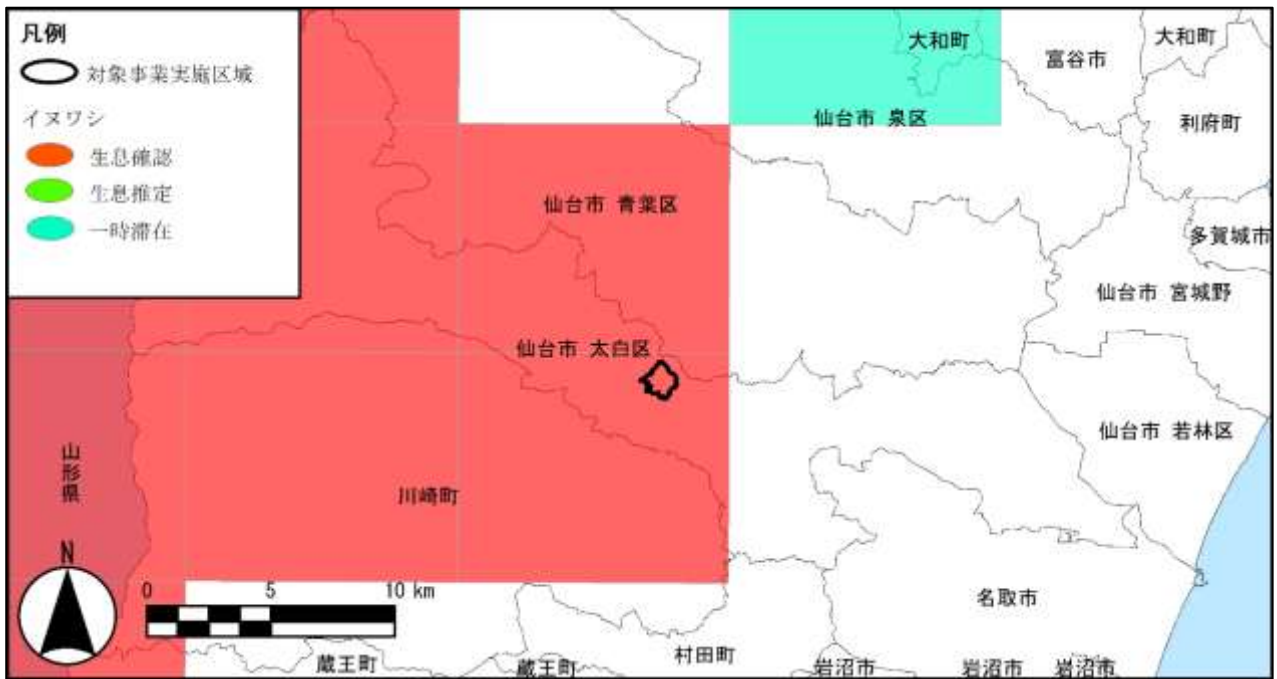 凡例
対象事業実施区域
イヌワシ
生息確認
生息推定
一時滞在
大和町
富谷市
大和町
仙台市 泉区
利府町
仙台市 青葉区
多賀城市
仙台市 宮城野
仙台市 太白区
仙台市 若林区
山形県
川崎町
N
0 5 10 km
名取市
蔵王町
蔵王町
村田町
岩沼市
岩沼市
岩沼市